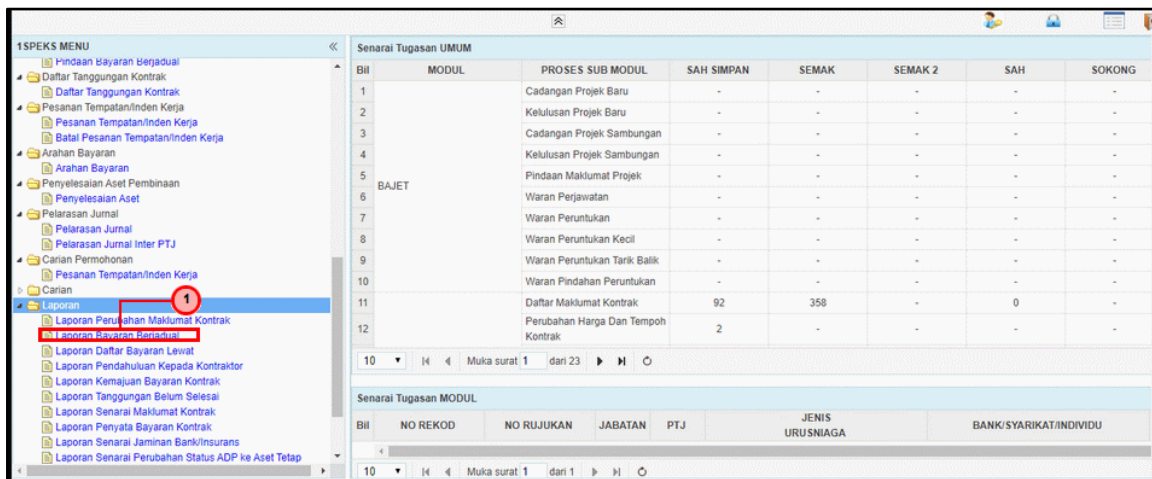 1SPEKS MENU
Pindaan Bayaran Berjadual
Daftar Tanggungan Kontrak
Daftar Tanggungan Kontrak
Pesanan Tempatan/Inden Kerja
Pesanan Tempatan/Inden Kerja
Batal Pesanan Tempatan/Inden Kerja
Arahan Bayaran
Arahan Bayaran
Penyelesaian Aset Pembinaan
Penyelesaian Aset
Pelarasan Jurnal
Pelarasan Jurnal
Pelarasan Jurnal Inter PTJ
Carian Permohonan
Pesanan Tempatan/Inden Kerja
Carian
Laporan
1
Laporan Perubahan Maklumat Kontrak
Laporan Bayaran Berjadual
Laporan Daftar Bayaran Lewat
Laporan Pendahuluan Kepada Kontraktor
Laporan Kemajuan Bayaran Kontrak
Laporan Tanggungan Belum Selesai
Laporan Senarai Maklumat Kontrak
Laporan Penyata Bayaran Kontrak
Laporan Senarai Jaminan Bank/Insurans
Laporan Senarai Perubahan Status ADP ke Aset Tetap
Senarai Tugasan UMUM
Bil MODUL PROSES SUB MODUL SAH SIMPAN SEMAK SEMAK 2 SAH SOKONG
1 Cadangan Projek Baru - - - - -
2 Kelulusan Projek Baru - - - - -
3 Cadangan Projek Sambungan - - - - -
4 Kelulusan Projek Sambungan - - - - -
5 Pindaan Maklumat Projek - - - - -
BAJET
6 Waran Perjawatan - - - - -
7 Waran Peruntukan - - - - -
8 Waran Peruntukan Kecil - - - - -
9 Waran Peruntukan Tarik Balik - - - - -
10 Waran Pindahan Peruntukan - - - - -
11 Daftar Maklumat Kontrak 92 358 - 0 -
12 Perubahan Harga Dan Tempoh Kontrak 2 - - - -
10 Muka surat 1 dari 23
Senarai Tugasan MODUL
Bil NO REKOD NO RUJUKAN JABATAN PTJ JENIS URUSNIAGA BANK/SYARIKAT/INDIVIDU
10 Muka surat 1 dari 1